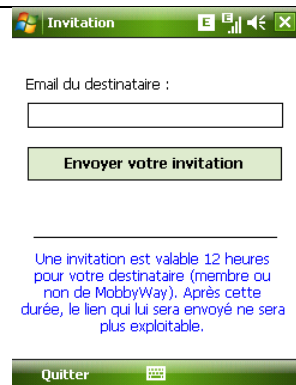 Invitation
Email du destinataire :
Envoyer votre invitation
Une invitation est valable 12 heures
pour votre destinataire (membre ou
non de MobbyWay). Après cette
durée, le lien qui lui sera envoyé ne sera
plus exploitable.
Quitter